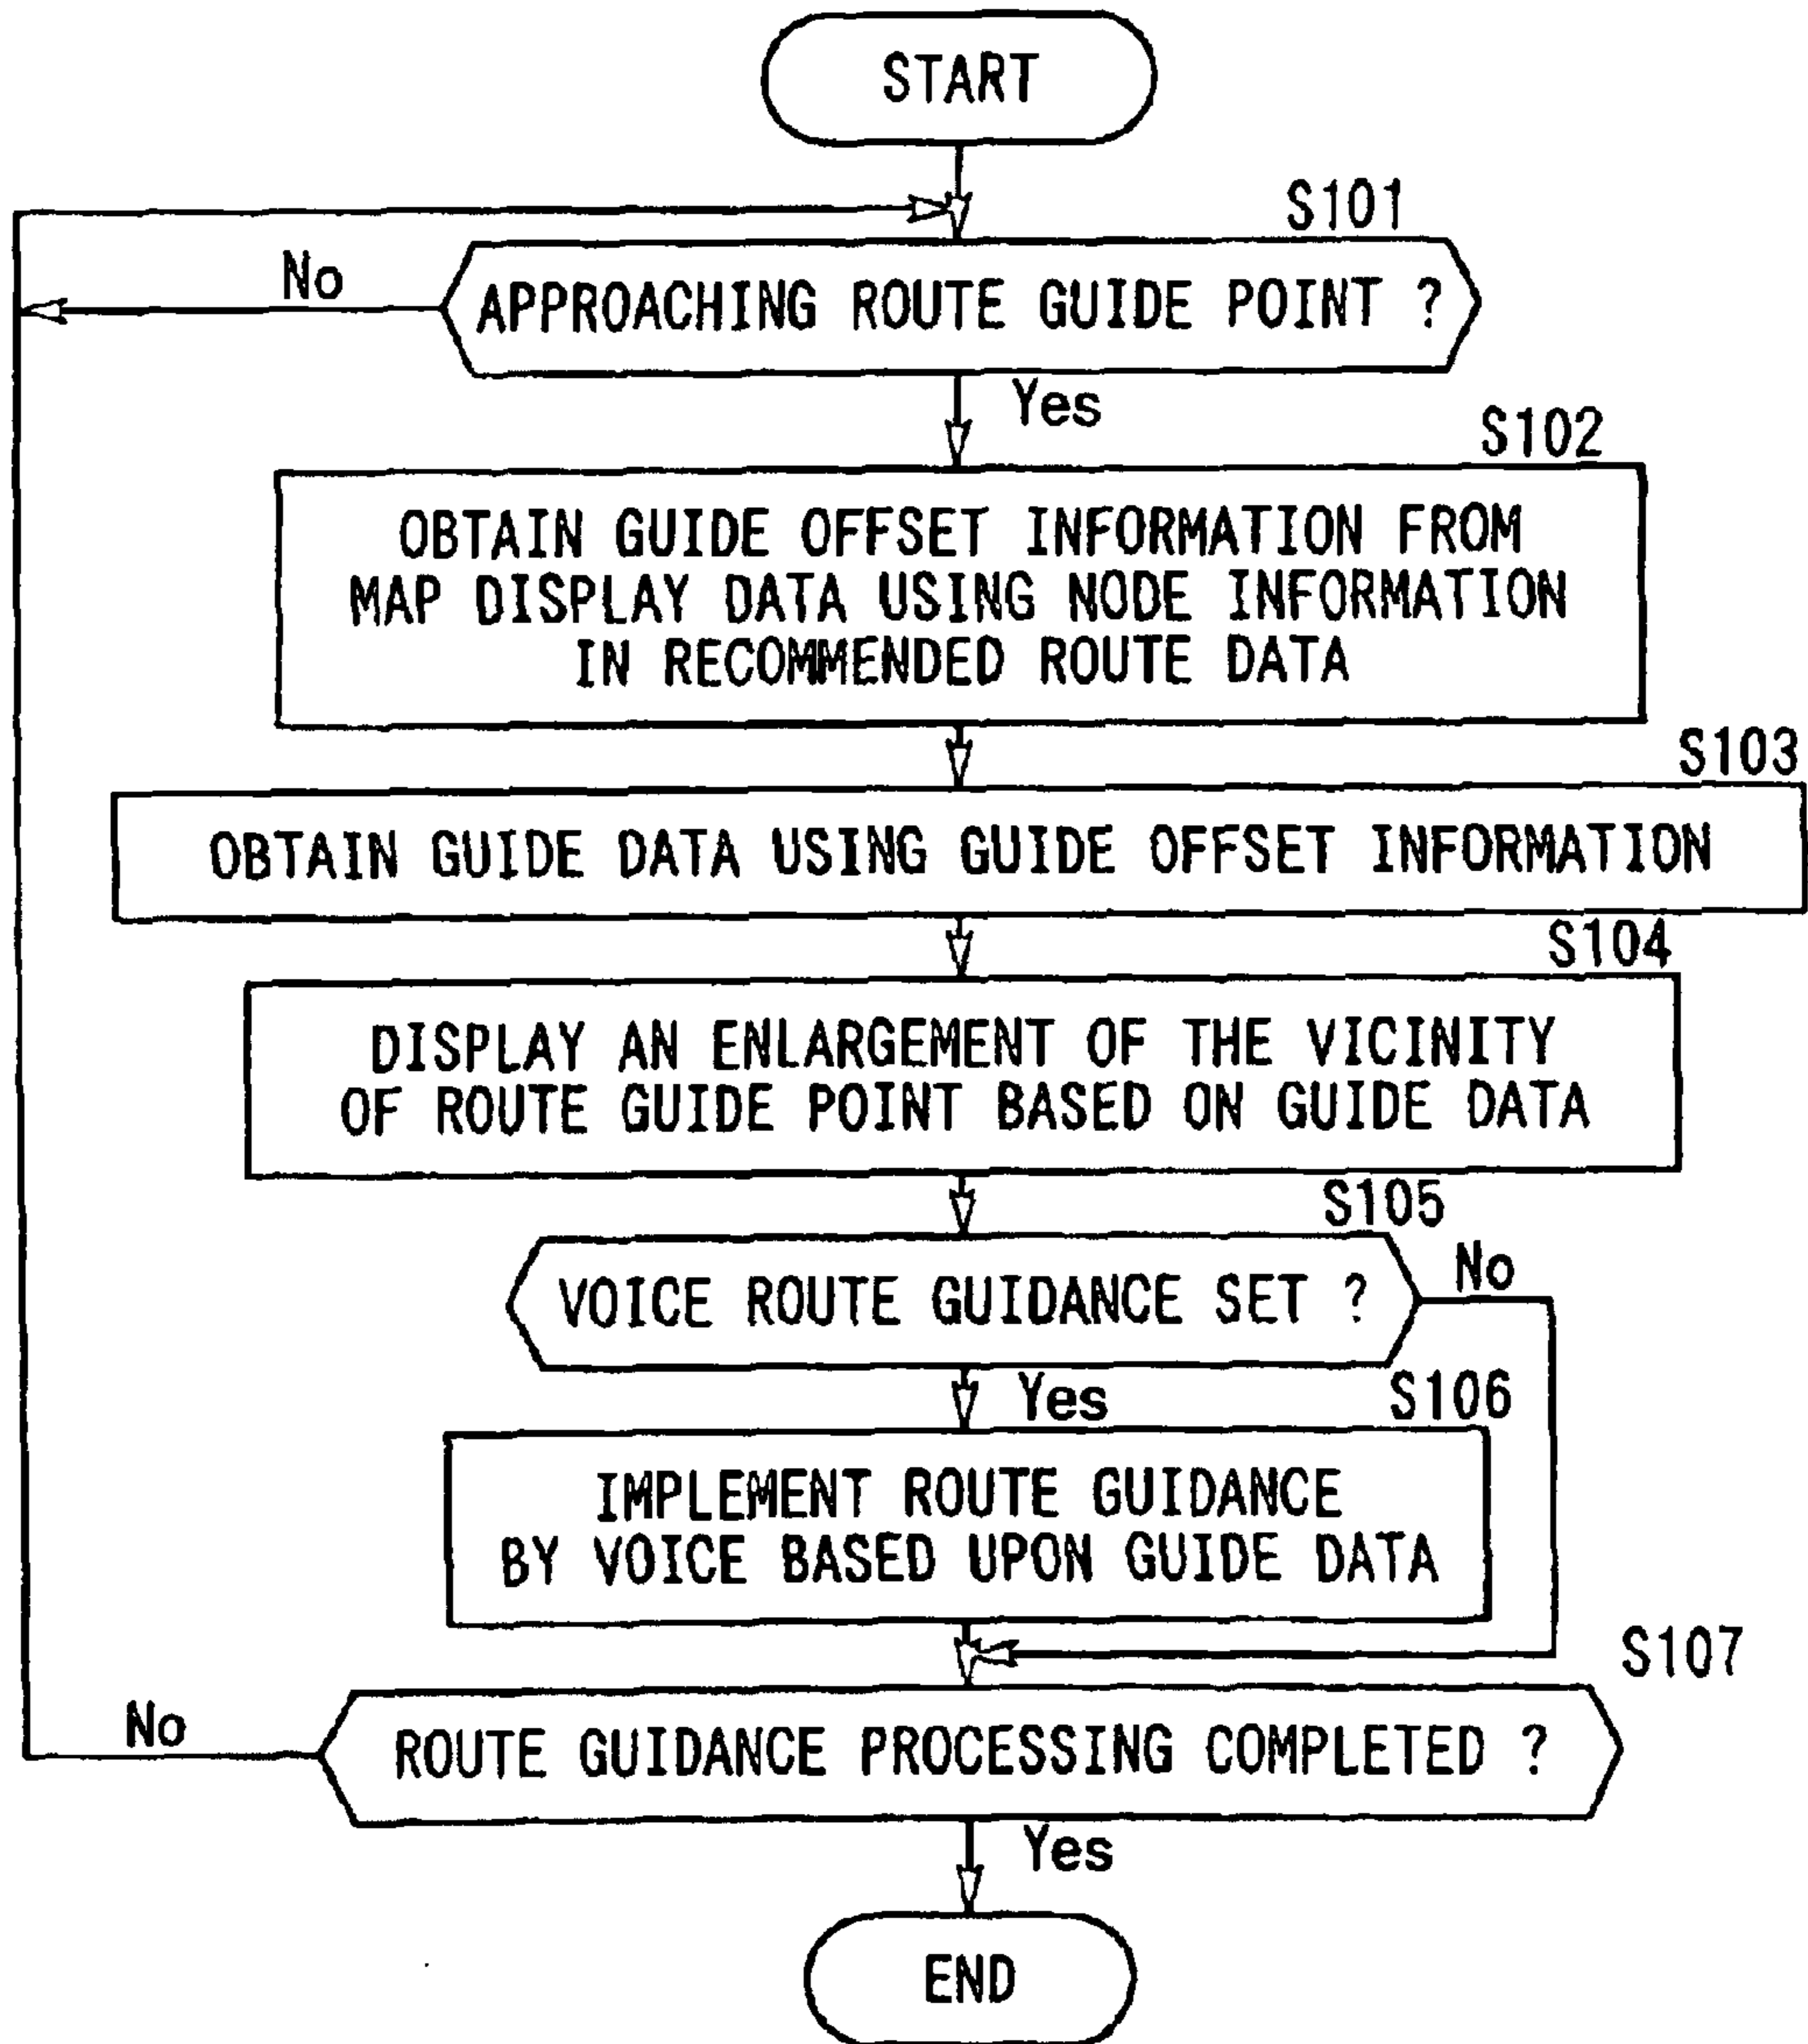 START
S101
No
APPROACHING ROUTE GUIDE POINT ?
Yes
S102
OBTAIN GUIDE OFFSET INFORMATION FROM
MAP DISPLAY DATA USING NODE INFORMATION
IN RECOMMENDED ROUTE DATA
S103
OBTAIN GUIDE DATA USING GUIDE OFFSET INFORMATION
S104
DISPLAY AN ENLARGEMENT OF THE VICINITY
OF ROUTE GUIDE POINT BASED ON GUIDE DATA
S105
VOICE ROUTE GUIDANCE SET ?
No
Yes
S106
IMPLEMENT ROUTE GUIDANCE
BY VOICE BASED UPON GUIDE DATA
S107
No
ROUTE GUIDANCE PROCESSING COMPLETED ?
Yes
END